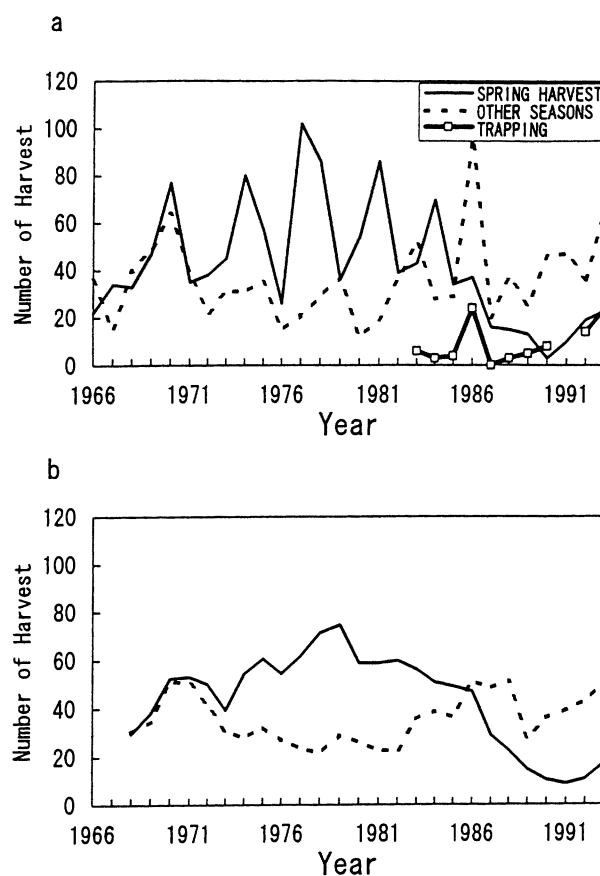 a
120
100
80
60
40
20
0
Number of Harvest
SPRING HARVEST
OTHER SEASONS
TRAPPING
1966 1971 1976 1981 1986 1991
Year
b
120
100
80
60
40
20
0
Number of Harvest
1966 1971 1976 1981 1986 1991
Year